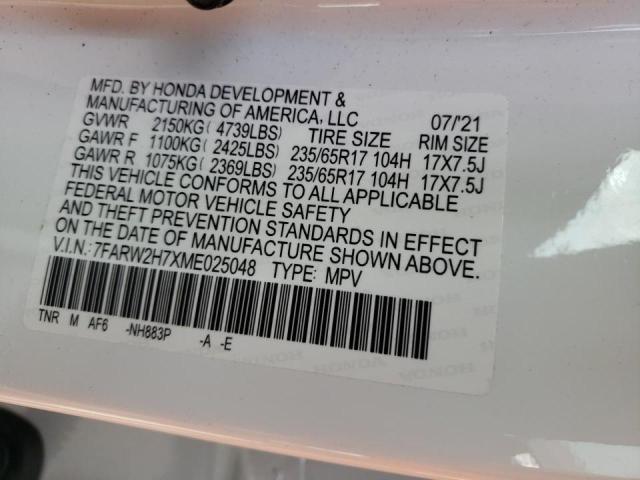 MFD. BY HONDA DEVELOPMENT &
MANUFACTURING OF AMERICA, LLC 07/'21
GVWR 2150KG( 4739LBS) TIRE SIZE RIM SIZE
GAWR F 1100KG( 2425LBS) 235/65R17 104H 17X7.5J
GAWR R 1075KG( 2369LBS) 235/65R17 104H 17X7.5J
THIS VEHICLE CONFORMS TO ALL APPLICABLE
FEDERAL MOTOR VEHICLE SAFETY
AND THEFT PREVENTION STANDARDS IN EFFECT
ON THE DATE OF MANUFACTURE SHOWN ABOVE.
V.I.N.: 7FARW2H7XME025048 TYPE: MPV
TNR M AF6 -NH883P -A -E
HONDA